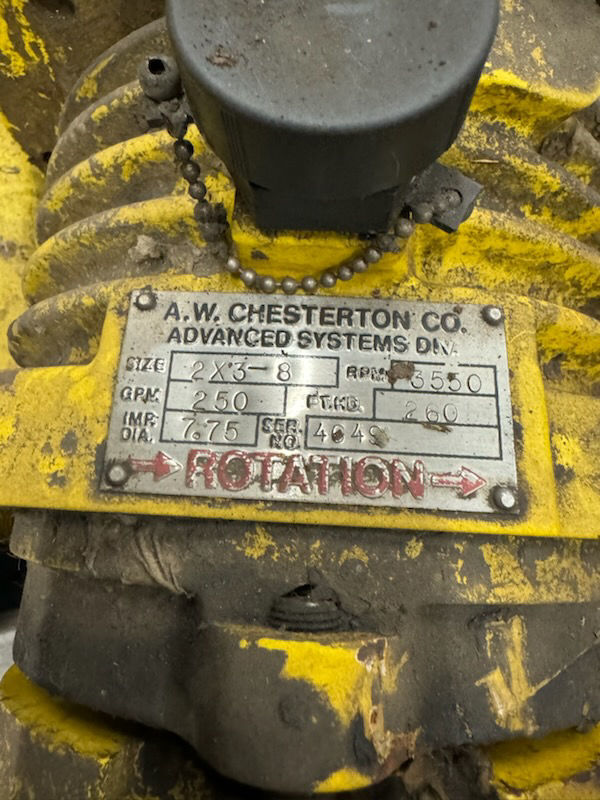 A.W. CHESTERTON CO.
ADVANCED SYSTEMS DIV.
SIZE 2X3-8 RPM 3550
GPM 250 FT.HD. 260
IMP. DIA. 7.75 SER. NO.
ROTATION